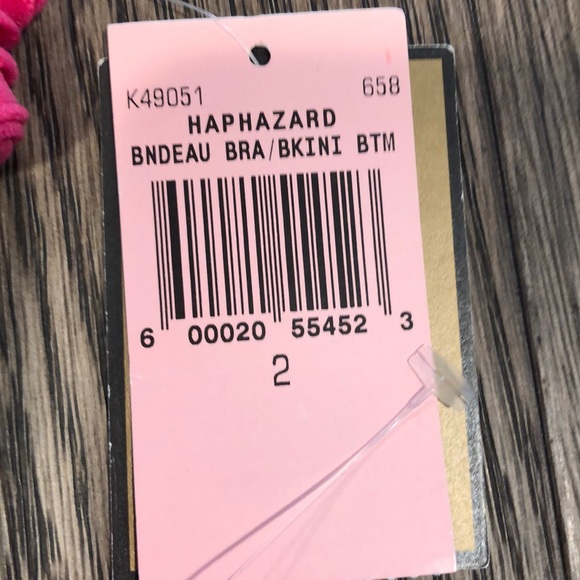 K49051 658
HAPHAZARD
BNDEAU BRA/BKINI BTM
6 00020 55452 3
2